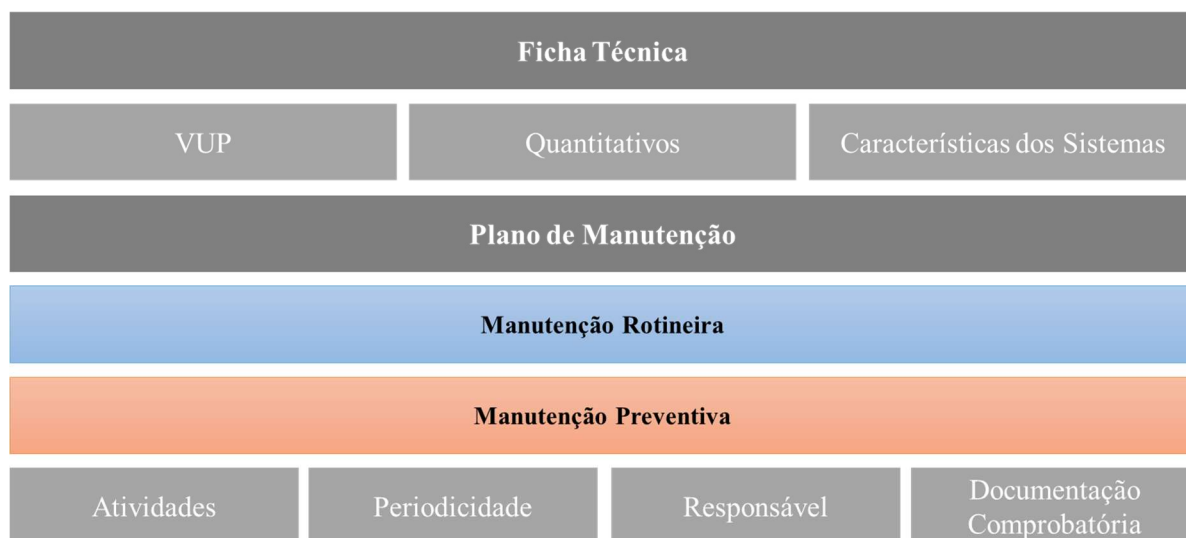 Ficha Técnica
VUP
Quantitativos
Características dos Sistemas
Plano de Manutenção
Manutenção Rotineira
Manutenção Preventiva
Atividades
Periodicidade
Responsável
Documentação
Comprobatória